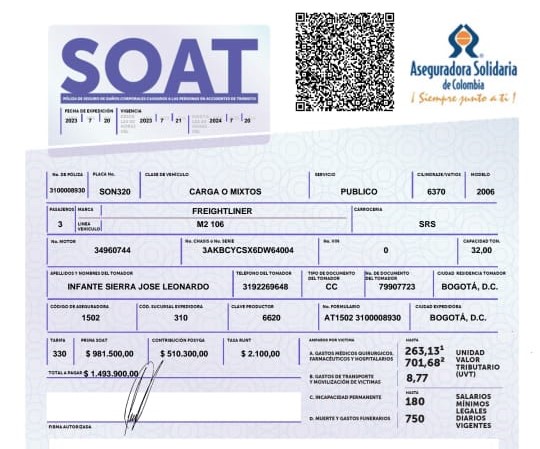 SOAT
PÓLIZA DE SEGURO DE DAÑOS CORPORALES CAUSADOS A LAS PERSONAS EN ACCIDENTES DE TRÁNSITO
FECHA DE EXPEDICIÓN VIGENCIA
2023 7 20 2023 7 21 2024 7 20
Aseguradora Solidaria
de Colombia
¡ Siempre junto a ti !
No. DE PÓLIZA PLACA No. CLASE DE VEHÍCULO SERVICIO CILINDRAJE/VATIOS MODELO
3100008930 SON320 CARGA O MIXTOS PUBLICO 6370 2006
PASAJEROS MARCA FREIGHTLINER CARROCERIA
3 LINEA VEHICULO M2 106 SRS
No. MOTOR No. CHASIS ó No. SERIE No. VIN CAPACIDAD TON.
34960744 3AKBCYCSX6DW64004 0 32,00
APELLIDOS Y NOMBRES DEL TOMADOR TELÉFONO DEL TOMADOR TIPO DE DOCUMENTO DEL TOMADOR No. DE DOCUMENTO DEL TOMADOR CIUDAD RESIDENCIA TOMADOR
INFANTE SIERRA JOSE LEONARDO 3192269648 CC 79907723 BOGOTÁ, D.C.
CÓDIGO DE ASEGURADORA COD. SUCURSAL EXPEDIDORA CLAVE PRODUCTOR No. FORMULARIO CIUDAD EXPEDIDORA
1502 310 6620 AT1502 3100008930 BOGOTÁ, D.C.
TARIFA PRIMA SOAT CONTRIBUCIÓN FOSYGA TASA RUNT
330 $ 981.500,00 $ 510.300,00 $ 2.100,00
TOTAL A PAGAR $ 1.493.900,00
FIRMA AUTORIZADA
AMPAROS POR VICTIMA HASTA
A. GASTOS MÉDICOS QUIRURGICOS, FARMACÉUTICOS Y HOSPITALARIOS 263,13¹ 701,68²
B. GASTOS DE TRANSPORTE Y MOVILIZACIÓN DE VICTIMAS 8,77
UNIDAD VALOR TRIBUTARIO (UVT)
HASTA
C. INCAPACIDAD PERMANENTE 180
D. MUERTE Y GASTOS FUNERARIOS 750
SALARIOS MÍNIMOS LEGALES DIARIOS VIGENTES